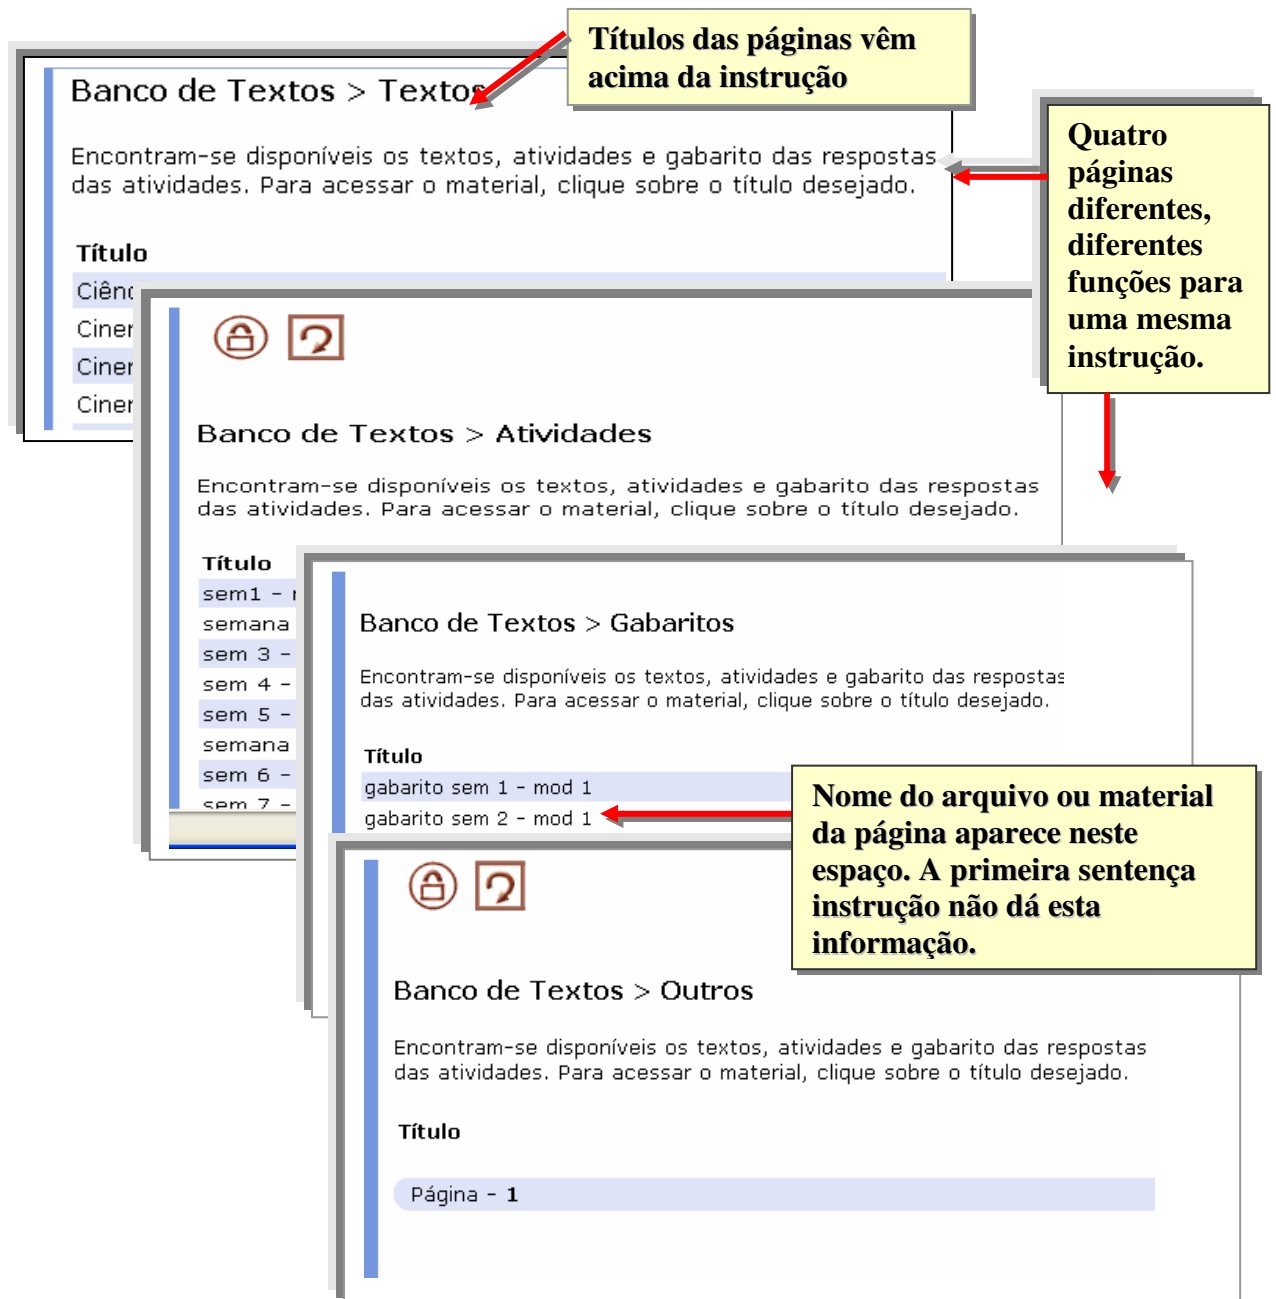 Títulos das páginas vêm
acima da instrução
Banco de Textos > Textos
Encontram-se disponíveis os textos, atividades e gabarito das respostas
das atividades. Para acessar o material, clique sobre o título desejado.
Título
Quatro
páginas
diferentes,
diferentes
funções para
uma mesma
instrução.
Banco de Textos > Atividades
Encontram-se disponíveis os textos, atividades e gabarito das respostas
das atividades. Para acessar o material, clique sobre o título desejado.
Título
sem1 -
semana
sem 3 -
sem 4 -
sem 5 -
semana
sem 6 -
sem 7 -
Banco de Textos > Gabaritos
Encontram-se disponíveis os textos, atividades e gabarito das respostas
das atividades. Para acessar o material, clique sobre o título desejado.
Título
gabarito sem 1 - mod 1
gabarito sem 2 - mod 1
Nome do arquivo ou material
da página aparece neste
espaço. A primeira sentença
instrução não dá esta
informação.
Banco de Textos > Outros
Encontram-se disponíveis os textos, atividades e gabarito das respostas
das atividades. Para acessar o material, clique sobre o título desejado.
Título
Página - 1